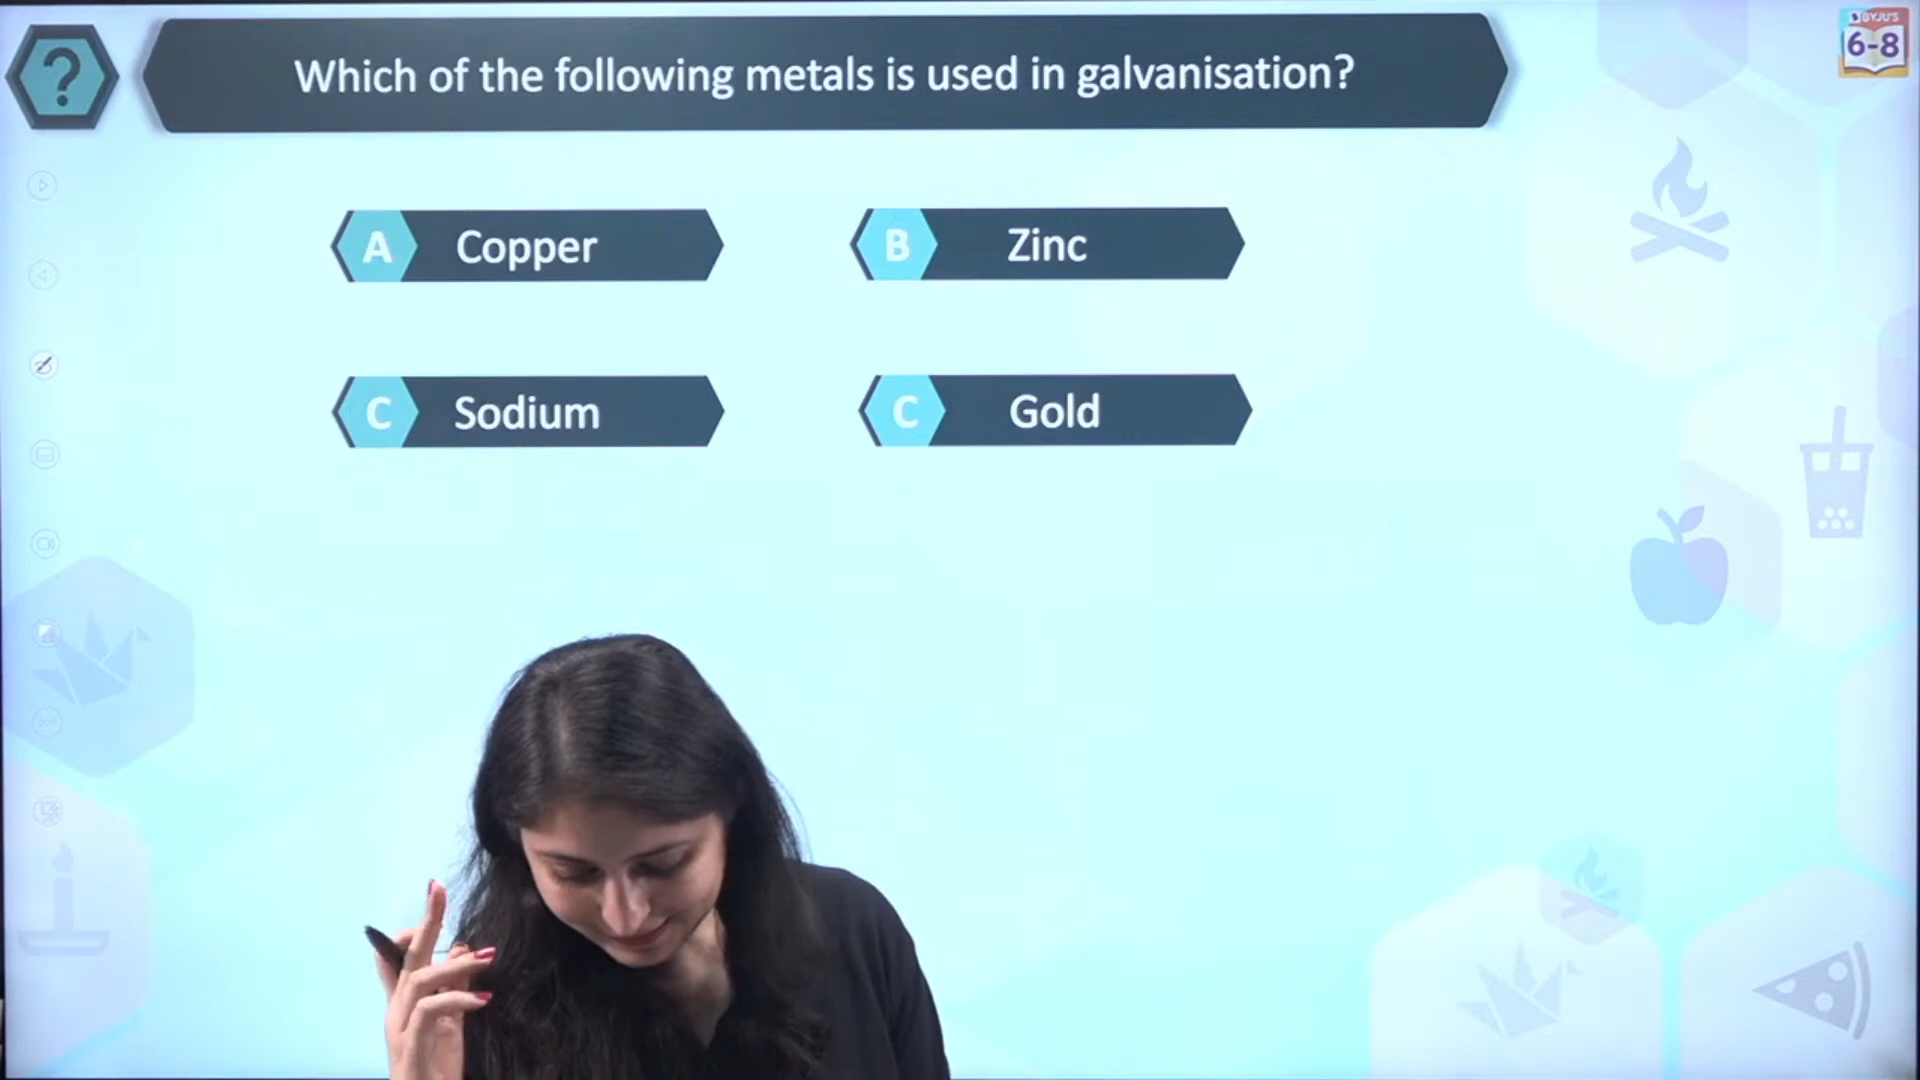 Which of the following metals is used in galvanisation?
BYJU'S
6-8
A Copper
B Zinc
C Sodium
C Gold